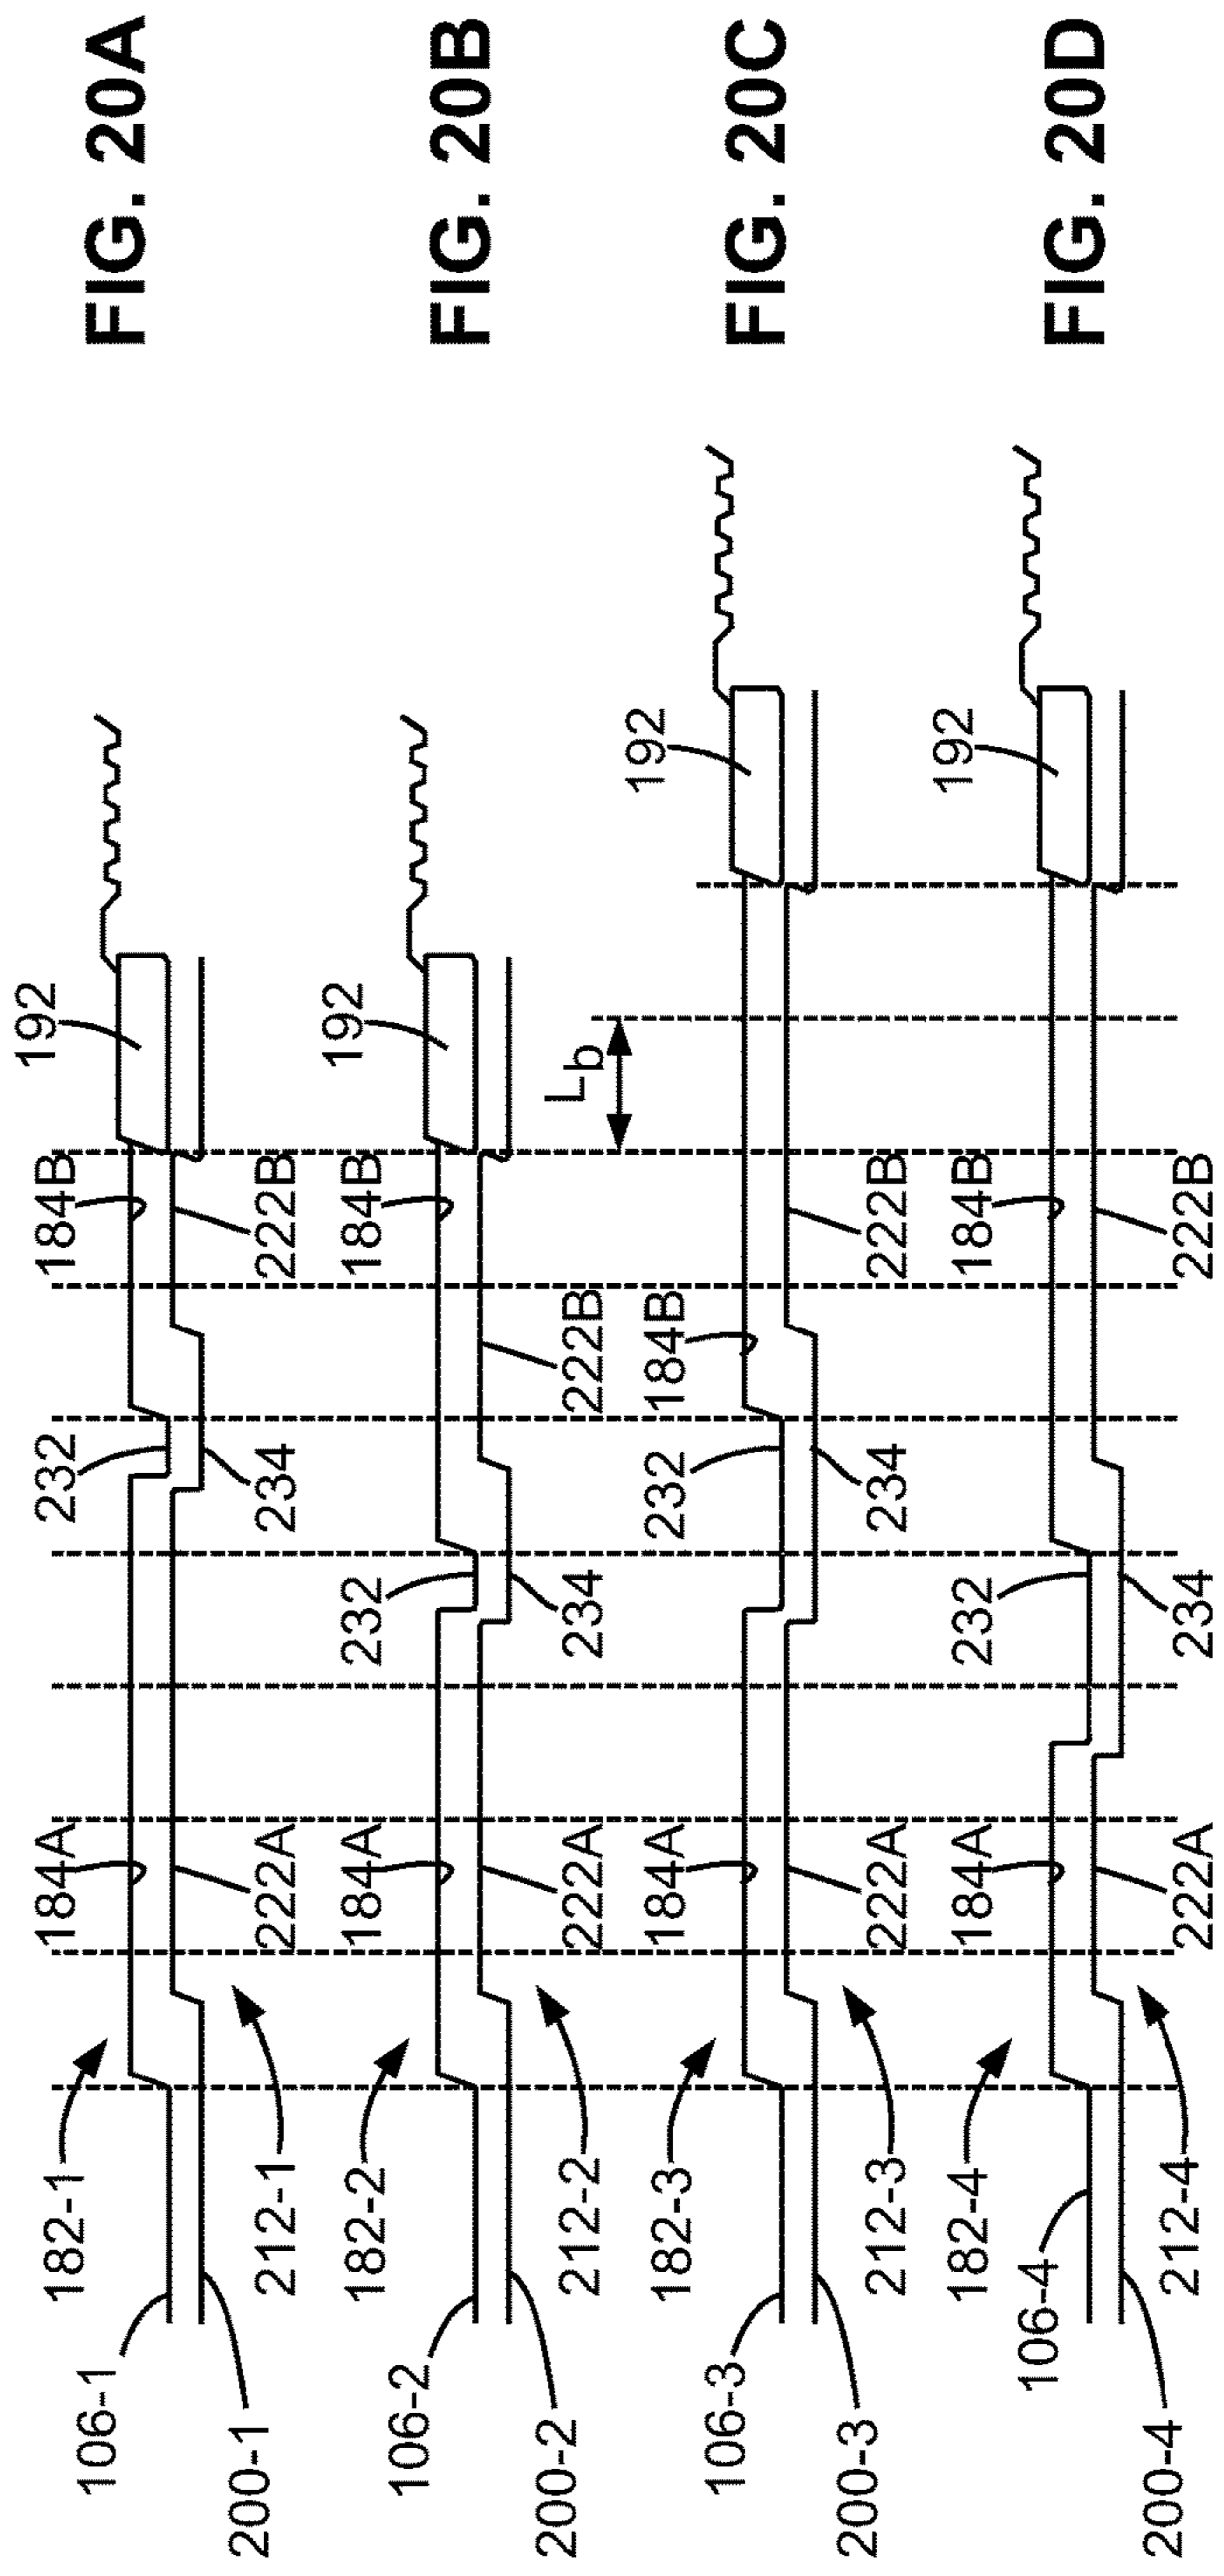 FIG. 20A
192
184B
222B
232
234
184A
222A
182-1
212-1
106-1
200-1
FIG. 20B
192
184B
222B
232
234
184A
222A
182-2
212-2
106-2
200-2
FIG. 20C
192
Lb
184B
222B
232
234
184A
222A
182-3
212-3
106-3
200-3
FIG. 20D
192
184B
222B
232
234
184A
222A
182-4
212-4
106-4
200-4